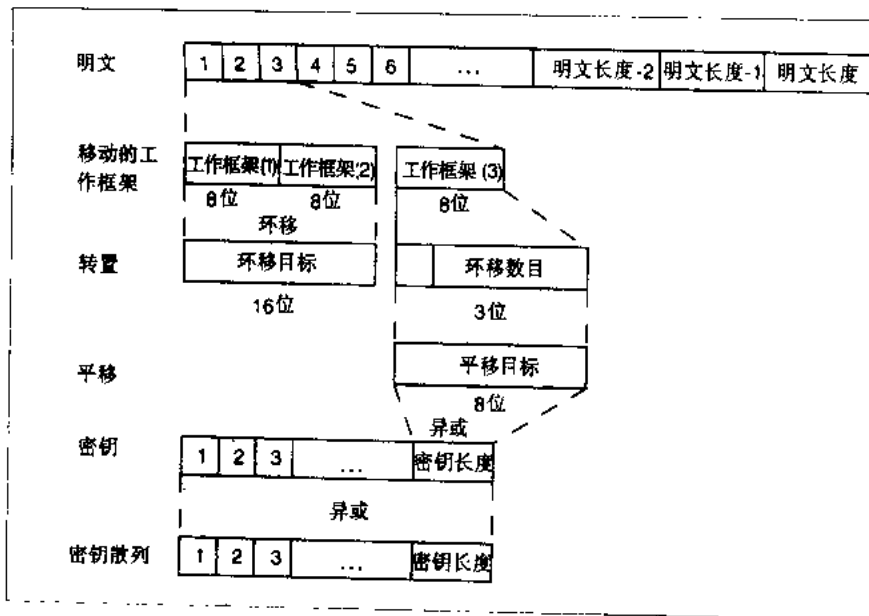 明文 1 2 3 4 5 6 ... 明文长度-2 明文长度-1 明文长度
移动的工
作框架
工作框架(1) 工作框架(2) 工作框架(3)
8位 8位 8位
环移
转置 环移目标 环移数目
16位 3位
平移 平移目标
8位
异或
密钥 1 2 3 ... 密钥长度
异或
密钥散列 1 2 3 ... 密钥长度